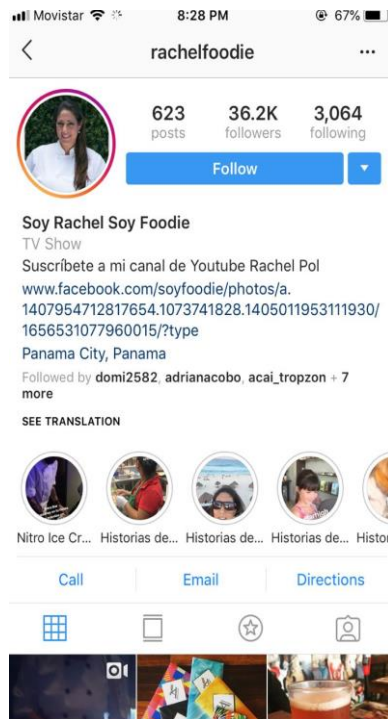 Movistar 8:28 PM 67%
rachelfoodie
623 36.2K 3,064
posts followers following
Follow
Soy Rachel Soy Foodie
TV Show
Suscríbete a mi canal de Youtube Rachel Pol
www.facebook.com/soyfoodie/photos/a.
1407954712817654.1073741828.1405011953111930/
1656531077960015/?type
Panama City, Panama
Followed by domi2582, adrianacobo, acai_tropzon + 7
more
SEE TRANSLATION
Nitro Ice Cr... Historias de... Historias de... Historias de... Histor
Call Email Directions